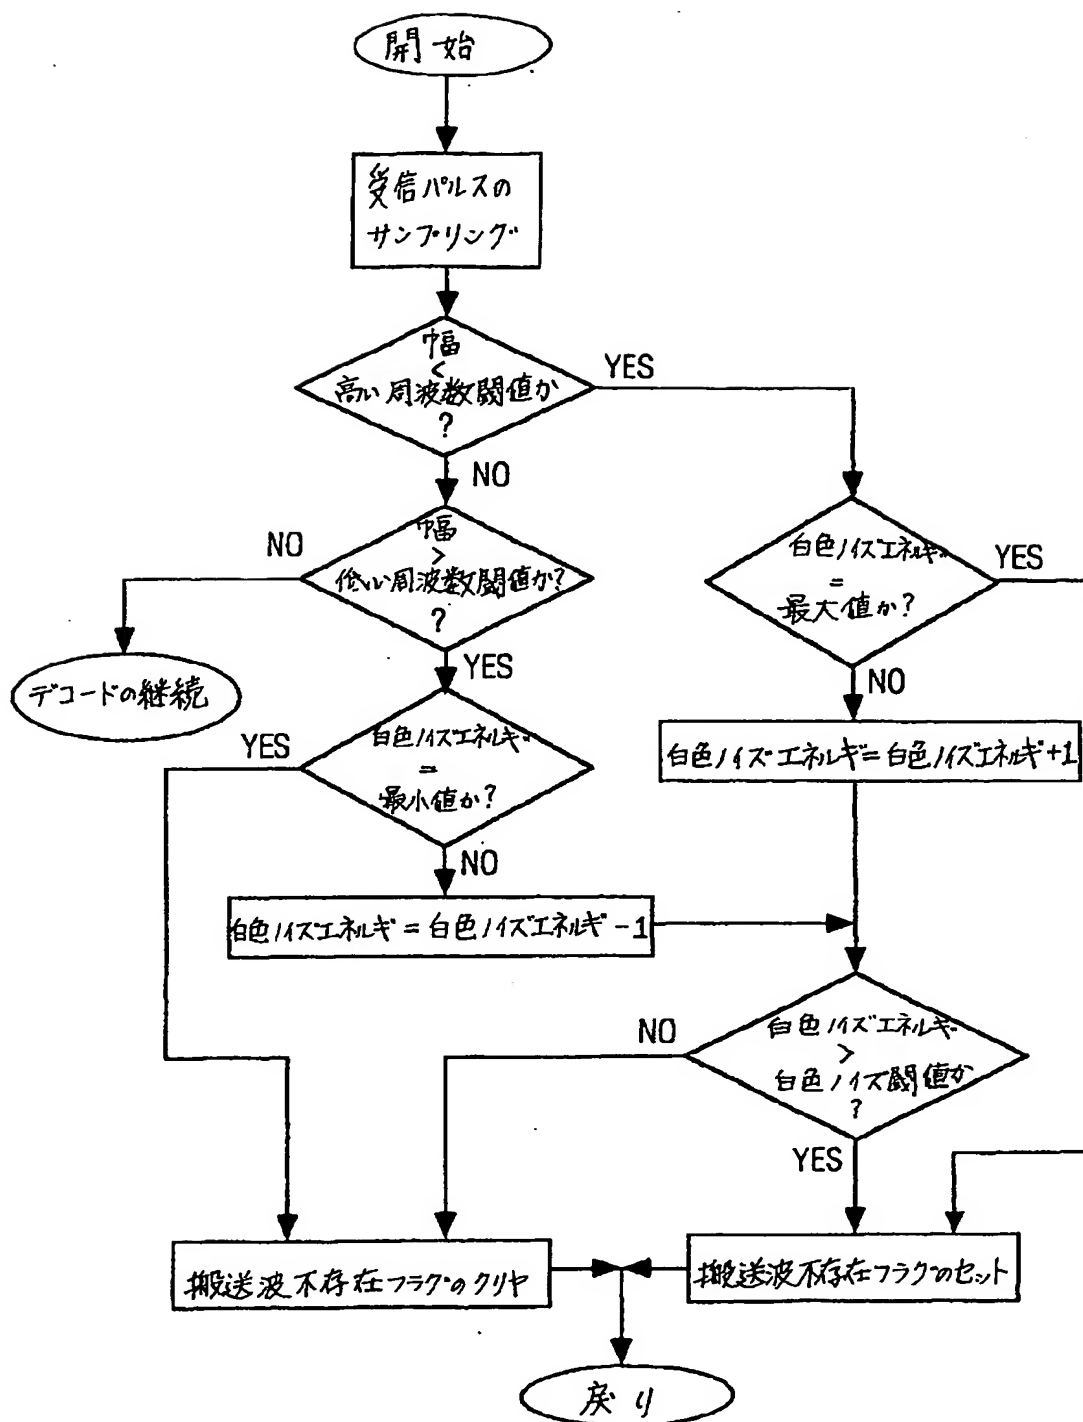 開始
受信パルスの
サンプリング
幅
<
高い周波数閾値か
?
YES
NO
幅
>
低い周波数閾値か?
?
NO
YES
デコードの継続
白色ノイズエネルギ
=
最大値か?
YES
NO
白色ノイズエネルギ=白色ノイズエネルギ+1
白色ノイズエネルギ
=
最小値か?
YES
NO
白色ノイズエネルギ=白色ノイズエネルギ-1
白色ノイズエネルギ
>
白色ノイズ閾値か
?
NO
YES
搬送波不存在フラグのクリヤ
搬送波不存在フラグのセット
戻り